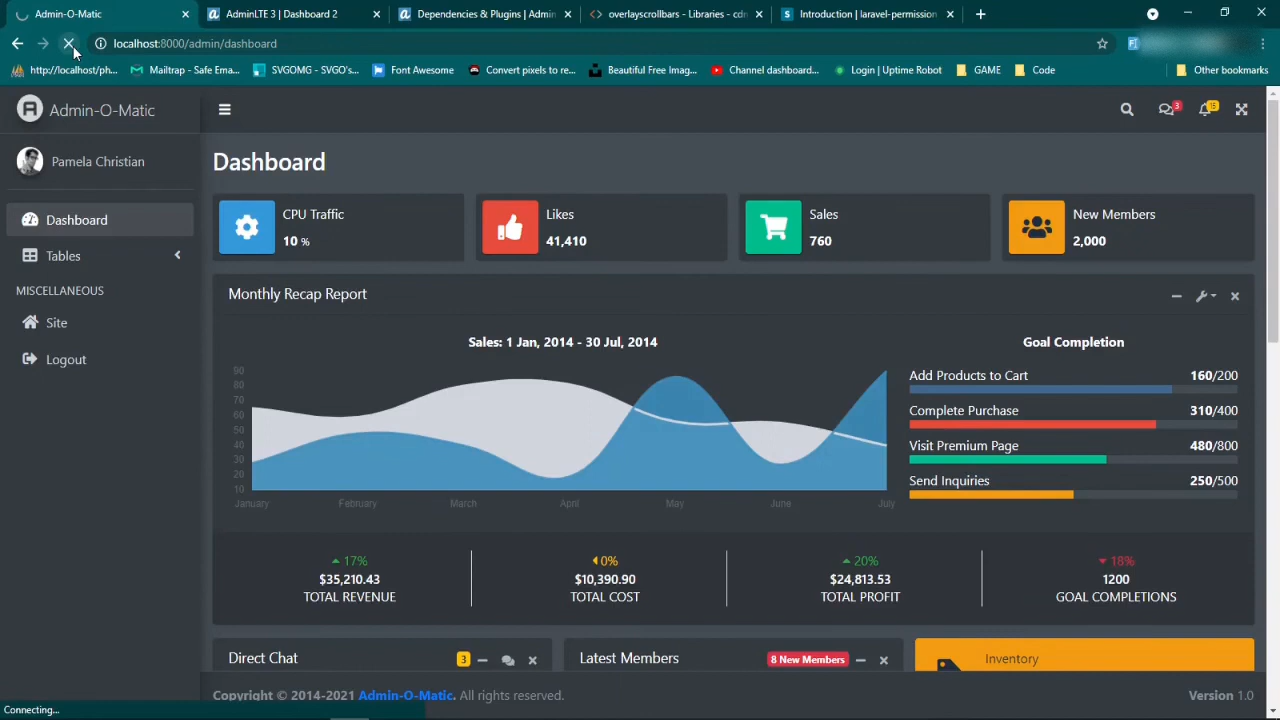 Admin-O-Matic
AdminLTE 3 | Dashboard 2
Dependencies & Plugins | Admin
overlayscrollbars - Libraries - cdn
Introduction | laravel-permission
localhost:8000/admin/dashboard
http://localhost/ph...
Mailtrap - Safe Ema...
SVGOMG - SVGO's...
Font Awesome
Convert pixels to re...
Beautiful Free Imag...
Channel dashboard...
Login | Uptime Robot
GAME
Code
Other bookmarks
Admin-O-Matic
3
15
Pamela Christian
Dashboard
Tables
MISCELLANEOUS
Site
Logout
Dashboard
CPU Traffic
10 %
Likes
41,410
Sales
760
New Members
2,000
Monthly Recap Report
Sales: 1 Jan, 2014 - 30 Jul, 2014
90
80
70
60
50
40
30
20
10
January February March April May June July
Goal Completion
Add Products to Cart 160/200
Complete Purchase 310/400
Visit Premium Page 480/800
Send Inquiries 250/500
17%
$35,210.43
TOTAL REVENUE
0%
$10,390.90
TOTAL COST
20%
$24,813.53
TOTAL PROFIT
18%
1200
GOAL COMPLETIONS
Direct Chat
3
Latest Members
8 New Members
Inventory
Copyright © 2014-2021 Admin-O-Matic. All rights reserved.
Version 1.0
Connecting...